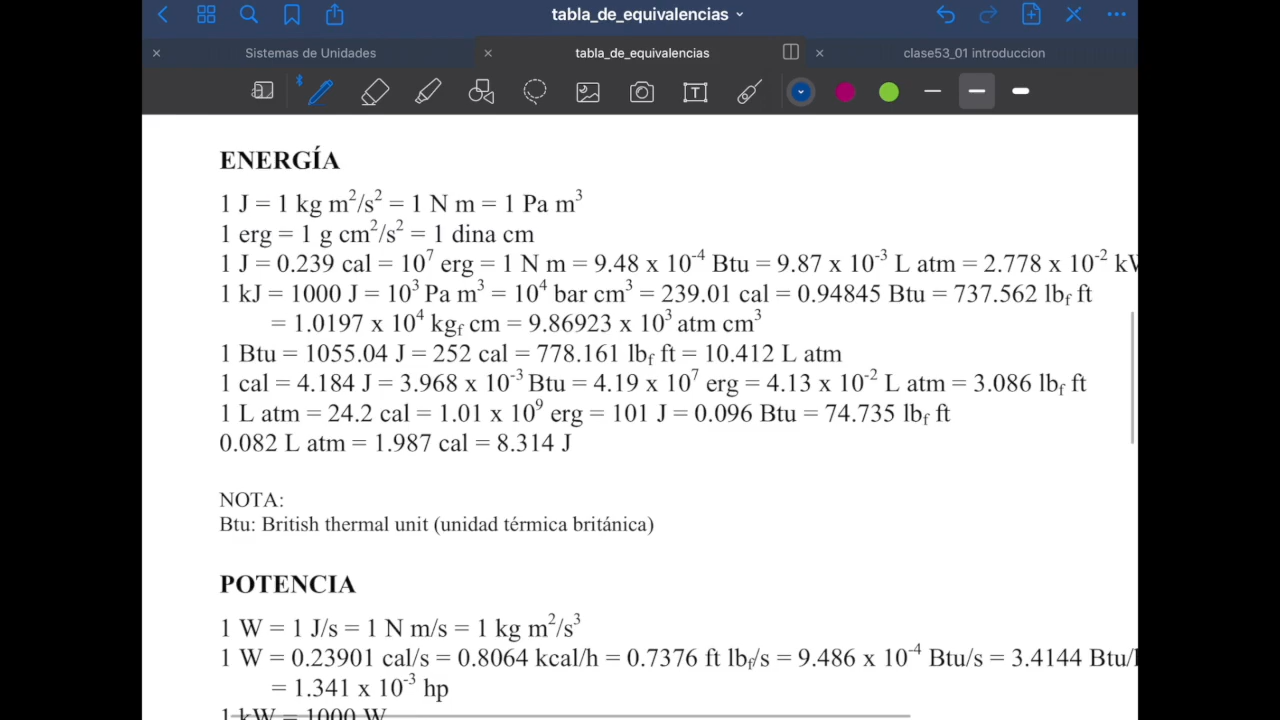 tabla_de_equivalencias
Sistemas de Unidades
tabla_de_equivalencias
clase53_01 introduccion
ENERGÍA
1 J = 1 kg m²/s² = 1 N m = 1 Pa m³
1 erg = 1 g cm²/s² = 1 dina cm
1 J = 0.239 cal = 10⁷ erg = 1 N m = 9.48 x 10⁻⁴ Btu = 9.87 x 10⁻³ L atm = 2.778 x 10⁻²
1 kJ = 1000 J = 10³ Pa m³ = 10⁴ bar cm³ = 239.01 cal = 0.94845 Btu = 737.562 lbf ft
= 1.0197 x 10⁴ kgf cm = 9.86923 x 10³ atm cm³
1 Btu = 1055.04 J = 252 cal = 778.161 lbf ft = 10.412 L atm
1 cal = 4.184 J = 3.968 x 10⁻³ Btu = 4.19 x 10⁷ erg = 4.13 x 10⁻² L atm = 3.086 lbf ft
1 L atm = 24.2 cal = 1.01 x 10⁹ erg = 101 J = 0.096 Btu = 74.735 lbf ft
0.082 L atm = 1.987 cal = 8.314 J
NOTA:
Btu: British thermal unit (unidad térmica británica)
POTENCIA
1 W = 1 J/s = 1 N m/s = 1 kg m²/s³
1 W = 0.23901 cal/s = 0.8064 kcal/h = 0.7376 ft lbf/s = 9.486 x 10⁻⁴ Btu/s = 3.4144 Btu/
= 1.341 x 10⁻³ hp
1 kW = 1000 W